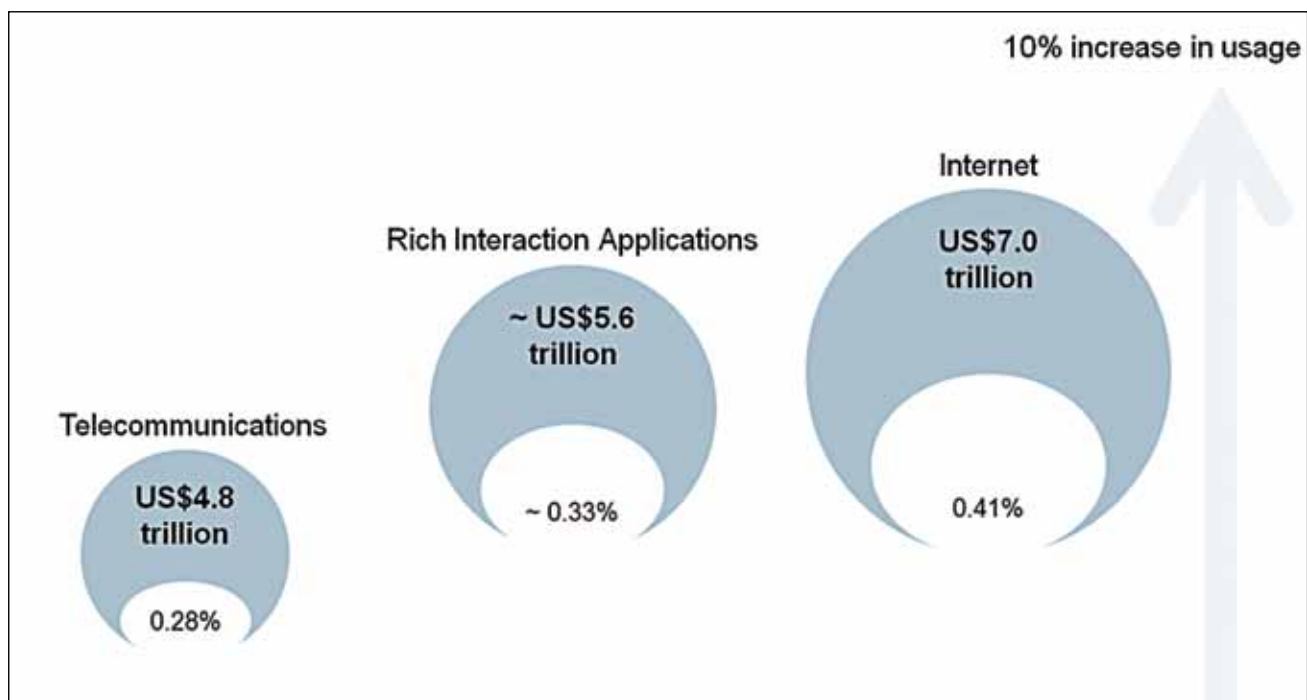 10% increase in usage
Internet
US$7.0
trillion
Rich Interaction Applications
~ US$5.6
trillion
Telecommunications
~ 0.33%
0.41%
US$4.8
trillion
0.28%